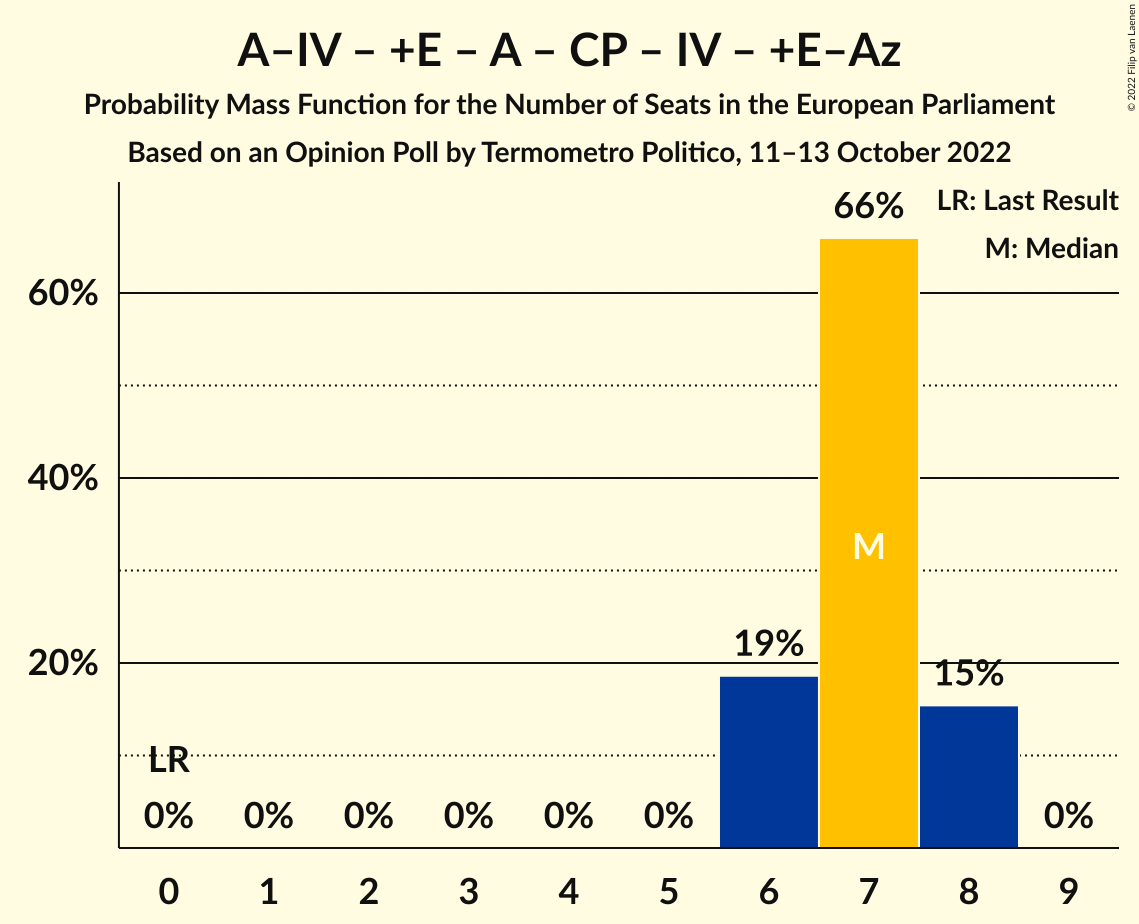 A–IV – +E – A – CP – IV – +E–Az
Probability Mass Function for the Number of Seats in the European Parliament
Based on an Opinion Poll by Termometro Politico, 11–13 October 2022
© 2022 Filip van Laenen
LR: Last Result
M: Median
66%
60%
40%
M
19%
20%
15%
LR
0% 0% 0% 0% 0% 0% 0%
0 1 2 3 4 5 6 7 8 9